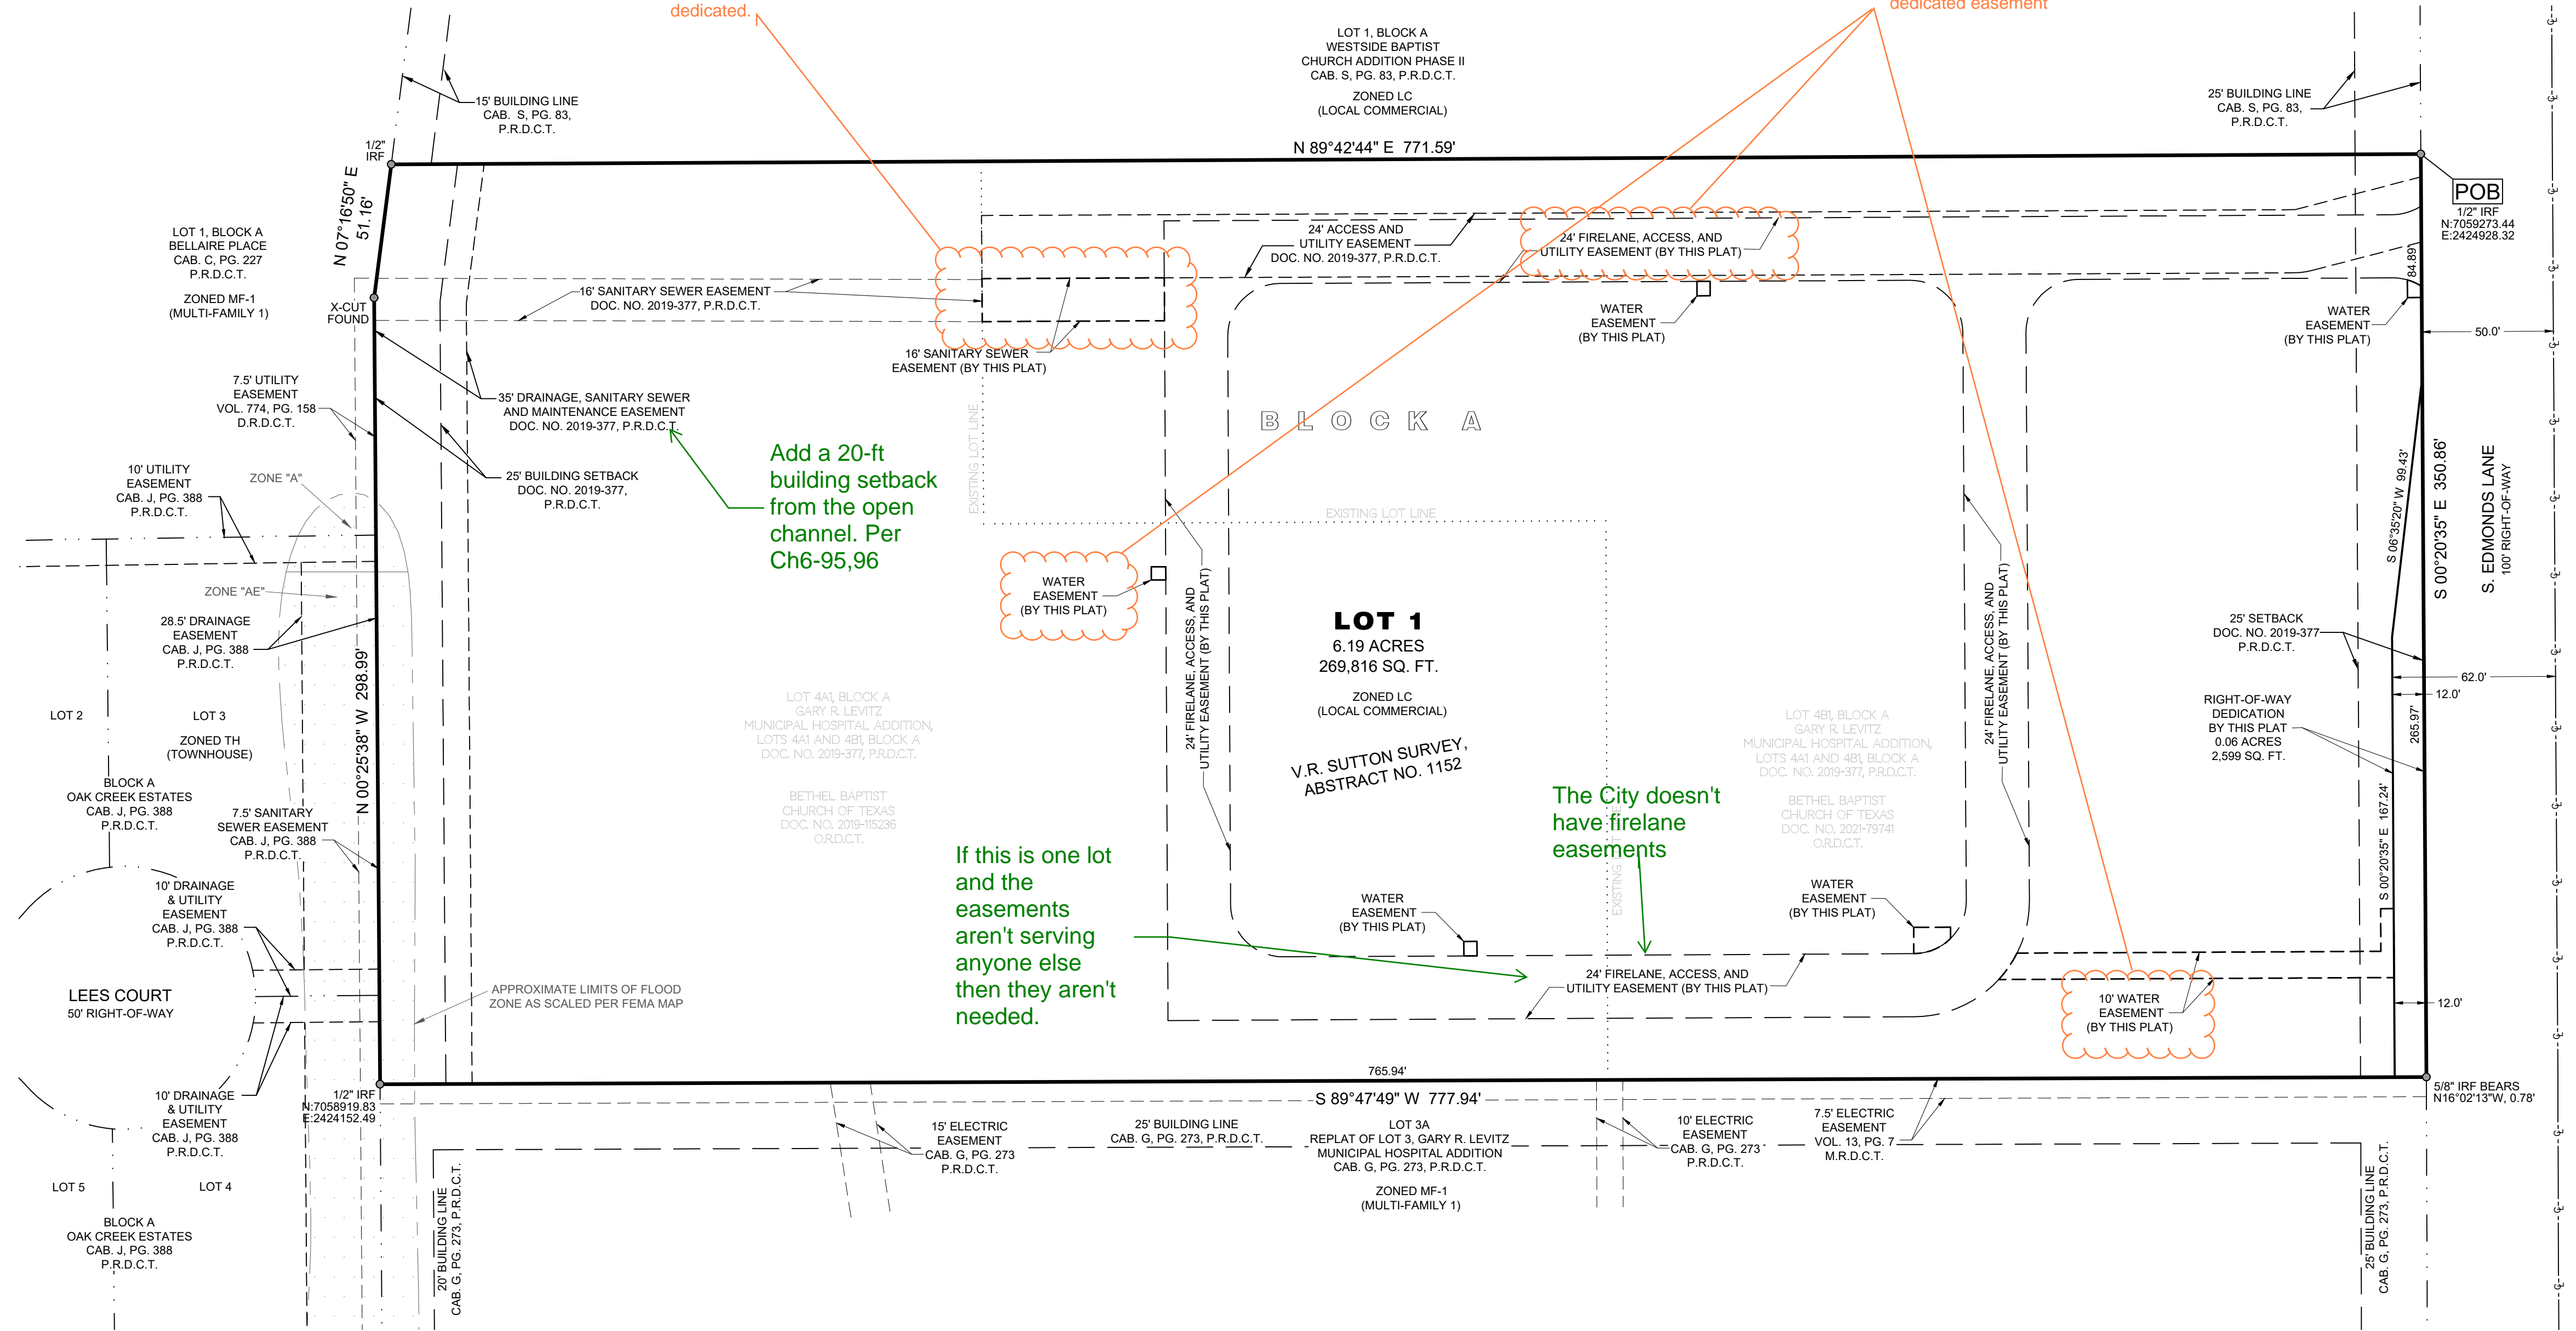 dedicated.
dedicated easement
LOT 1, BLOCK A
WESTSIDE BAPTIST
CHURCH ADDITION PHASE II
CAB. S, PG. 83, P.R.D.C.T.
ZONED LC
(LOCAL COMMERCIAL)
15' BUILDING LINE
CAB. S, PG. 83,
P.R.D.C.T.
25' BUILDING LINE
CAB. S, PG. 83,
P.R.D.C.T.
1/2"
IRF
N 89°42'44" E 771.59'
POB
1/2" IRF
N:7059273.44
E:2424928.32
N 07°16'50" E
51.16'
LOT 1, BLOCK A
BELLAIRE PLACE
CAB. C, PG. 227
P.R.D.C.T.
ZONED MF-1
(MULTI-FAMILY 1)
X-CUT
FOUND
24' ACCESS AND
UTILITY EASEMENT
DOC. NO. 2019-377, P.R.D.C.T.
24' FIRELANE, ACCESS, AND
UTILITY EASEMENT (BY THIS PLAT)
84.89'
16' SANITARY SEWER EASEMENT
DOC. NO. 2019-377, P.R.D.C.T.
WATER
EASEMENT
(BY THIS PLAT)
WATER
EASEMENT
(BY THIS PLAT)
50.0'
16' SANITARY SEWER
EASEMENT (BY THIS PLAT)
7.5' UTILITY
EASEMENT
VOL. 774, PG. 158
D.R.D.C.T.
35' DRAINAGE, SANITARY SEWER
AND MAINTENANCE EASEMENT
DOC. NO. 2019-377, P.R.D.C.T.
EXISTING LOT LINE
BLOCK A
Add a 20-ft
building setback
from the open
channel. Per
Ch6-95,96
10' UTILITY
EASEMENT
CAB. J, PG. 388
P.R.D.C.T.
ZONE "A"
25' BUILDING SETBACK
DOC. NO. 2019-377,
P.R.D.C.T.
EXISTING LOT LINE
S 06°35'20" W 99.43'
S 00°20'35" E 350.86'
S. EDMONDS LANE
100' RIGHT-OF-WAY
ZONE "AE"
WATER
EASEMENT
(BY THIS PLAT)
24' FIRELANE, ACCESS, AND
UTILITY EASEMENT (BY THIS PLAT)
24' FIRELANE, ACCESS, AND
UTILITY EASEMENT (BY THIS PLAT)
28.5' DRAINAGE
EASEMENT
CAB. J, PG. 388
P.R.D.C.T.
LOT 1
6.19 ACRES
269,816 SQ. FT.
ZONED LC
(LOCAL COMMERCIAL)
V.R. SUTTON SURVEY,
ABSTRACT NO. 1152
25' SETBACK
DOC. NO. 2019-377
P.R.D.C.T.
62.0'
12.0'
RIGHT-OF-WAY
DEDICATION
BY THIS PLAT
0.06 ACRES
2,599 SQ. FT.
265.97'
N 00°25'38" W 298.99'
LOT 2
LOT 3
ZONED TH
(TOWNHOUSE)
BLOCK A
OAK CREEK ESTATES
CAB. J, PG. 388
P.R.D.C.T.
LOT 4A1, BLOCK A
GARY R. LEVITZ
MUNICIPAL HOSPITAL ADDITION,
LOTS 4A1 AND 4B1, BLOCK A
DOC. NO. 2019-377, P.R.D.C.T.
BETHEL BAPTIST
CHURCH OF TEXAS
DOC. NO. 2019-115236
O.R.D.C.T.
LOT 4B1, BLOCK A
GARY R. LEVITZ
MUNICIPAL HOSPITAL ADDITION,
LOTS 4A1 AND 4B1, BLOCK A
DOC. NO. 2019-377, P.R.D.C.T.
BETHEL BAPTIST
CHURCH OF TEXAS
DOC. NO. 2021-79741
O.R.D.C.T.
The City doesn't
have firelane
easements
EXISTING LOT LINE
S 00°20'35" E 167.24'
7.5' SANITARY
SEWER EASEMENT
CAB. J, PG. 388
P.R.D.C.T.
If this is one lot
and the
easements
aren't serving
anyone else
then they aren't
needed.
10' DRAINAGE
& UTILITY
EASEMENT
CAB. J, PG. 388
P.R.D.C.T.
WATER
EASEMENT
(BY THIS PLAT)
WATER
EASEMENT
(BY THIS PLAT)
24' FIRELANE, ACCESS, AND
UTILITY EASEMENT (BY THIS PLAT)
LEES COURT
50' RIGHT-OF-WAY
APPROXIMATE LIMITS OF FLOOD
ZONE AS SCALED PER FEMA MAP
10' WATER
EASEMENT
(BY THIS PLAT)
12.0'
765.94'
S 89°47'49" W 777.94'
1/2" IRF
N:7058919.83
E:2424152.49
5/8" IRF BEARS
N16°02'13"W, 0.78'
10' DRAINAGE
& UTILITY
EASEMENT
CAB. J, PG. 388
P.R.D.C.T.
15' ELECTRIC
EASEMENT
CAB. G, PG. 273
P.R.D.C.T.
25' BUILDING LINE
CAB. G, PG. 273, P.R.D.C.T.
LOT 3A
REPLAT OF LOT 3, GARY R. LEVITZ
MUNICIPAL HOSPITAL ADDITION
CAB. G, PG. 273, P.R.D.C.T.
ZONED MF-1
(MULTI-FAMILY 1)
10' ELECTRIC
EASEMENT
CAB. G, PG. 273
P.R.D.C.T.
7.5' ELECTRIC
EASEMENT
VOL. 13, PG. 7
M.R.D.C.T.
LOT 5
LOT 4
BLOCK A
OAK CREEK ESTATES
CAB. J, PG. 388
P.R.D.C.T.
20' BUILDING LINE
CAB. G, PG. 273, P.R.D.C.T.
25' BUILDING LINE
CAB. G, PG. 273, P.R.D.C.T.